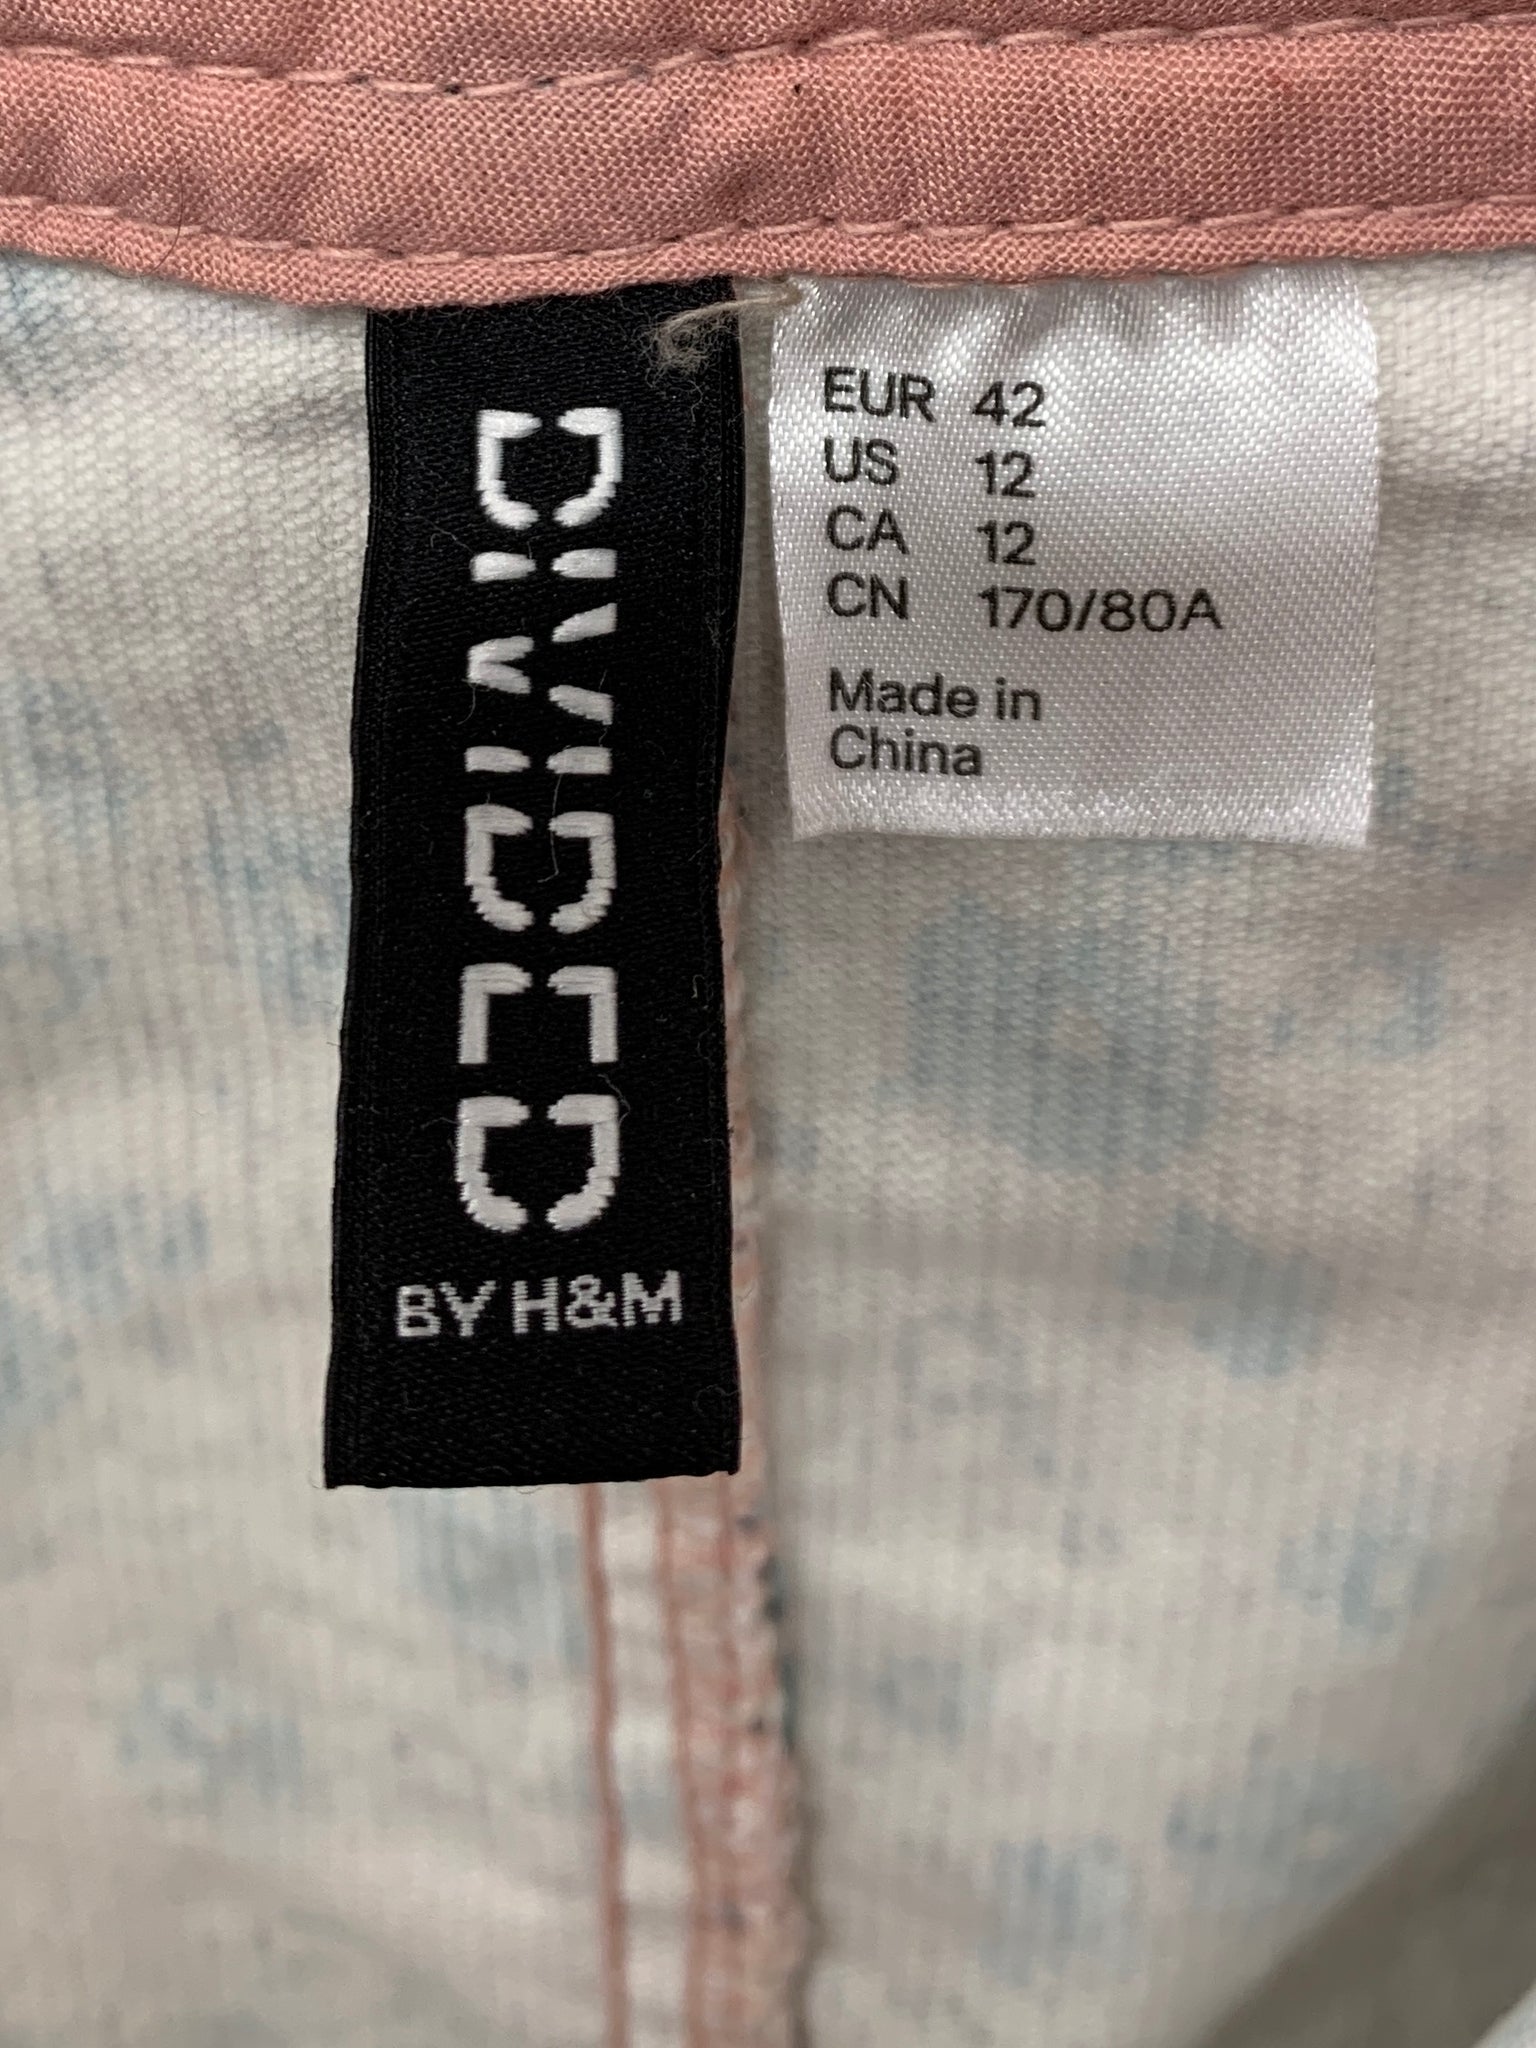 DIVIDED
BY H&M
EUR 42
US 12
CA 12
CN 170/80A
Made in
China